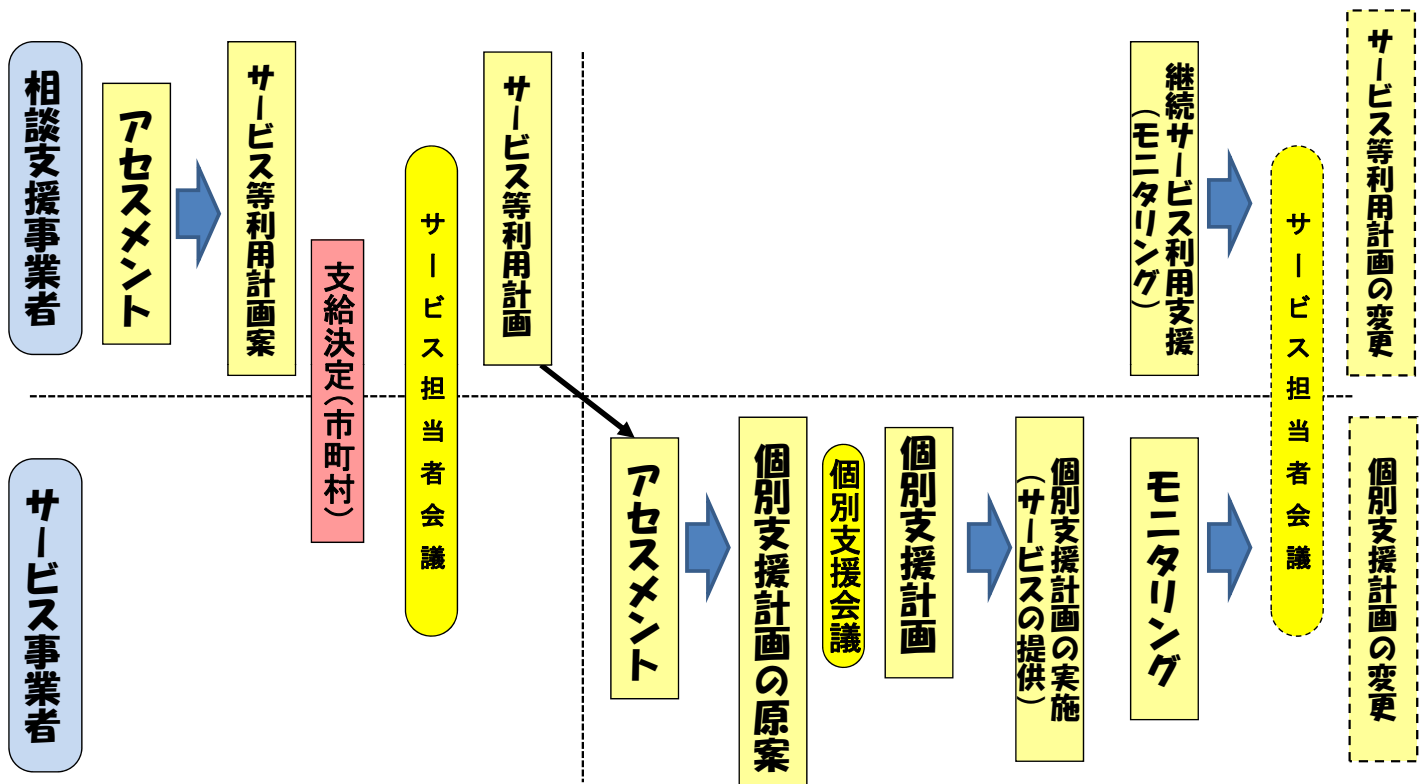 相談支援事業者
アセスメント
サービス等利用計画案
支給決定(市町村)
サービス担当者会議
サービス等利用計画
継続サービス利用支援
(モニタリング)
サービス担当者会議
サービス等利用計画の変更
サービス事業者
アセスメント
個別支援計画の原案
個別支援会議
個別支援計画
個別支援計画の実施
(サービスの提供)
モニタリング
個別支援計画の変更